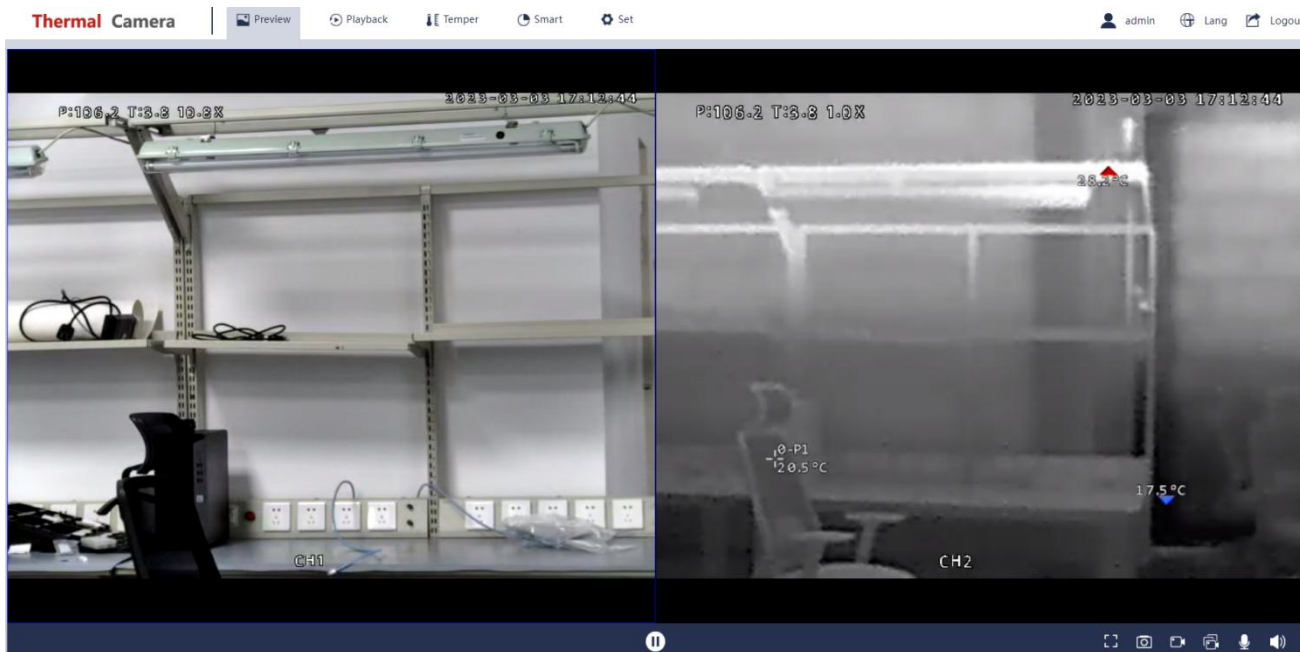 Thermal Camera
Preview
Playback
Temper
Smart
Set
admin
Lang
Logou
P:106.2 T:3.8 10.8X
2023-03-03 17:12:44
CH1
P:106.2 T:3.8 1.0X
2023-03-03 17:12:44
28.2°C
0-P1
20.5°C
17.5°C
CH2